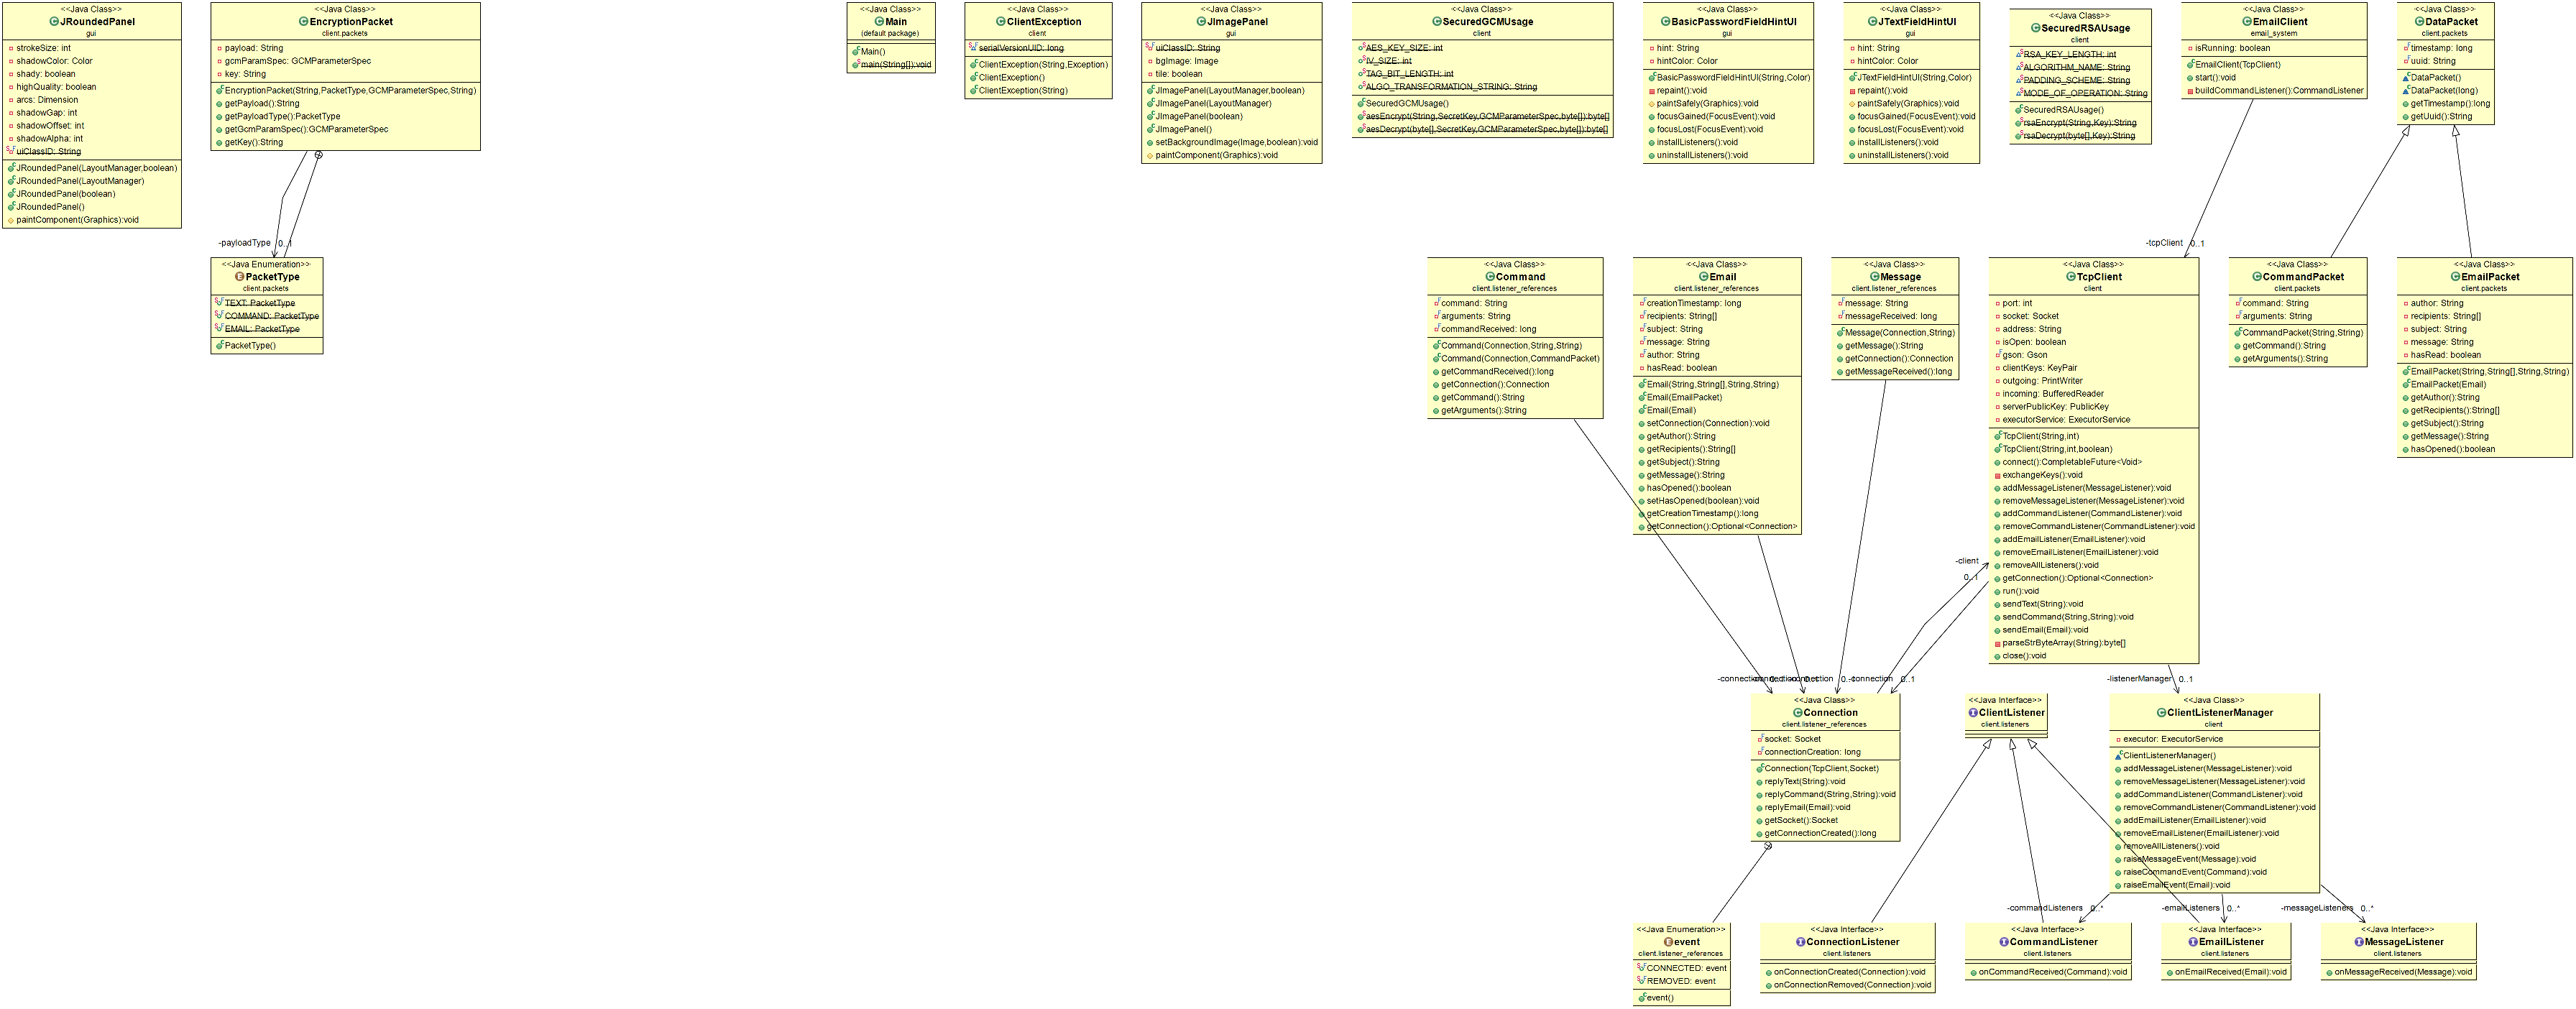 <<Java Class>>
JRoundedPanel
gui
strokeSize: int
shadowColor: Color
shady: boolean
highQuality: boolean
arcs: Dimension
shadowGap: int
shadowOffset: int
shadowAlpha: int
uiClassID: String
JRoundedPanel(LayoutManager,boolean)
JRoundedPanel(LayoutManager)
JRoundedPanel(boolean)
JRoundedPanel()
paintComponent(Graphics):void
<<Java Class>>
EncryptionPacket
client.packets
payload: String
gcmParamSpec: GCMParameterSpec
key: String
EncryptionPacket(String,PacketType,GCMParameterSpec,String)
getPayload():String
getPayloadType():PacketType
getGcmParamSpec():GCMParameterSpec
getKey():String
-payloadType
0..1
<<Java Enumeration>>
PacketType
client.packets
TEXT: PacketType
COMMAND: PacketType
EMAIL: PacketType
PacketType()
<<Java Class>>
Main
(default package)
Main()
main(String[]):void
<<Java Class>>
ClientException
client
serialVersionUID: long
ClientException(String,Exception)
ClientException()
ClientException(String)
<<Java Class>>
JImagePanel
gui
uiClassID: String
bgImage: Image
tile: boolean
JImagePanel(LayoutManager,boolean)
JImagePanel(LayoutManager)
JImagePanel(boolean)
JImagePanel()
setBackgroundImage(Image,boolean):void
paintComponent(Graphics):void
<<Java Class>>
SecuredGCMUsage
client
AES_KEY_SIZE: int
IV_SIZE: int
TAG_BIT_LENGTH: int
ALGO_TRANSFORMATION_STRING: String
SecuredGCMUsage()
aesEncrypt(String,SecretKey,GCMParameterSpec,byte[]):byte[]
aesDecrypt(byte[],SecretKey,GCMParameterSpec,byte[]):byte[]
<<Java Class>>
BasicPasswordFieldHintUI
gui
hint: String
hintColor: Color
BasicPasswordFieldHintUI(String,Color)
repaint():void
paintSafely(Graphics):void
focusGained(FocusEvent):void
focusLost(FocusEvent):void
installListeners():void
uninstallListeners():void
<<Java Class>>
JTextFieldHintUI
gui
hint: String
hintColor: Color
JTextFieldHintUI(String,Color)
repaint():void
paintSafely(Graphics):void
focusGained(FocusEvent):void
focusLost(FocusEvent):void
installListeners():void
uninstallListeners():void
<<Java Class>>
SecuredRSAUsage
client
RSA_KEY_LENGTH: int
ALGORITHM_NAME: String
PADDING_SCHEME: String
MODE_OF_OPERATION: String
SecuredRSAUsage()
rsaEncrypt(String,Key):String
rsaDecrypt(byte[],Key):String
<<Java Class>>
EmailClient
email_system
isRunning: boolean
EmailClient(TcpClient)
start():void
buildCommandListener():CommandListener
-tcpClient
0..1
<<Java Class>>
DataPacket
client.packets
timestamp: long
uuid: String
DataPacket()
DataPacket(long)
getTimestamp():long
getUuid():String
<<Java Class>>
Command
client.listener_references
command: String
arguments: String
commandReceived: long
Command(Connection,String,String)
Command(Connection,CommandPacket)
getCommandReceived():long
getConnection():Connection
getCommand():String
getArguments():String
<<Java Class>>
Email
client.listener_references
creationTimestamp: long
recipients: String[]
subject: String
message: String
author: String
hasRead: boolean
Email(String,String[],String,String)
Email(EmailPacket)
Email(Email)
setConnection(Connection):void
getAuthor():String
getRecipients():String[]
getSubject():String
getMessage():String
hasOpened():boolean
setHasOpened(boolean):void
getCreationTimestamp():long
getConnection():Optional<Connection>
<<Java Class>>
Message
client.listener_references
message: String
messageReceived: long
Message(Connection,String)
getMessage():String
getConnection():Connection
getMessageReceived():long
<<Java Class>>
TcpClient
client
port: int
socket: Socket
address: String
isOpen: boolean
gson: Gson
clientKeys: KeyPair
outgoing: PrintWriter
incoming: BufferedReader
serverPublicKey: PublicKey
executorService: ExecutorService
TcpClient(String,int)
TcpClient(String,int,boolean)
connect():CompletableFuture<Void>
exchangeKeys():void
addMessageListener(MessageListener):void
removeMessageListener(MessageListener):void
addCommandListener(CommandListener):void
removeCommandListener(CommandListener):void
addEmailListener(EmailListener):void
removeEmailListener(EmailListener):void
removeAllListeners():void
getConnection():Optional<Connection>
run():void
sendText(String):void
sendCommand(String,String):void
sendEmail(Email):void
parseStrByteArray(String):byte[]
close():void
<<Java Class>>
CommandPacket
client.packets
command: String
arguments: String
CommandPacket(String,String)
getCommand():String
getArguments():String
<<Java Class>>
EmailPacket
client.packets
author: String
recipients: String[]
subject: String
message: String
hasRead: boolean
EmailPacket(String,String[],String,String)
EmailPacket(Email)
getAuthor():String
getRecipients():String[]
getSubject():String
getMessage():String
hasOpened():boolean
-client
0..1
-connection
-connection
0..1
-listenerManager
0..1
<<Java Class>>
Connection
client.listener_references
socket: Socket
connectionCreation: long
Connection(TcpClient,Socket)
replyText(String):void
replyCommand(String,String):void
replyEmail(Email):void
getSocket():Socket
getConnectionCreated():long
<<Java Interface>>
ClientListener
client.listeners
<<Java Class>>
ClientListenerManager
client
executor: ExecutorService
ClientListenerManager()
addMessageListener(MessageListener):void
removeMessageListener(MessageListener):void
addCommandListener(CommandListener):void
removeCommandListener(CommandListener):void
addEmailListener(EmailListener):void
removeEmailListener(EmailListener):void
removeAllListeners():void
raiseMessageEvent(Message):void
raiseCommandEvent(Command):void
raiseEmailEvent(Email):void
-commandListeners
0..*
-emailListeners
0..*
-messageListeners
0..*
<<Java Enumeration>>
event
client.listener_references
CONNECTED: event
REMOVED: event
event()
<<Java Interface>>
ConnectionListener
client.listeners
onConnectionCreated(Connection):void
onConnectionRemoved(Connection):void
<<Java Interface>>
CommandListener
client.listeners
onCommandReceived(Command):void
<<Java Interface>>
EmailListener
client.listeners
onEmailReceived(Email):void
<<Java Interface>>
MessageListener
client.listeners
onMessageReceived(Message):void